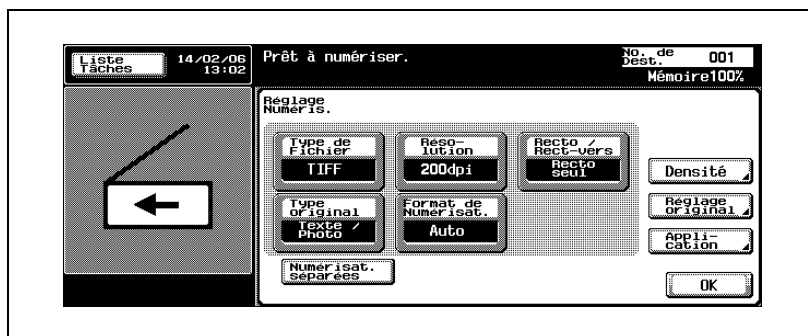 Liste
Tâches
14/02/06
13:02
Prêt à numériser.
No. de
Dest.
001
Mémoire100%
Réglage
Numéris.
Type de
Fichier
TIFF
Réso-
lution
200dpi
Recto /
Rect-vers
Recto
seul
Densité
Type
original
Texte /
Photo
Format de
Numérisat.
Auto
Réglage
original
Appli-
cation
Numérisat.
séparées
OK